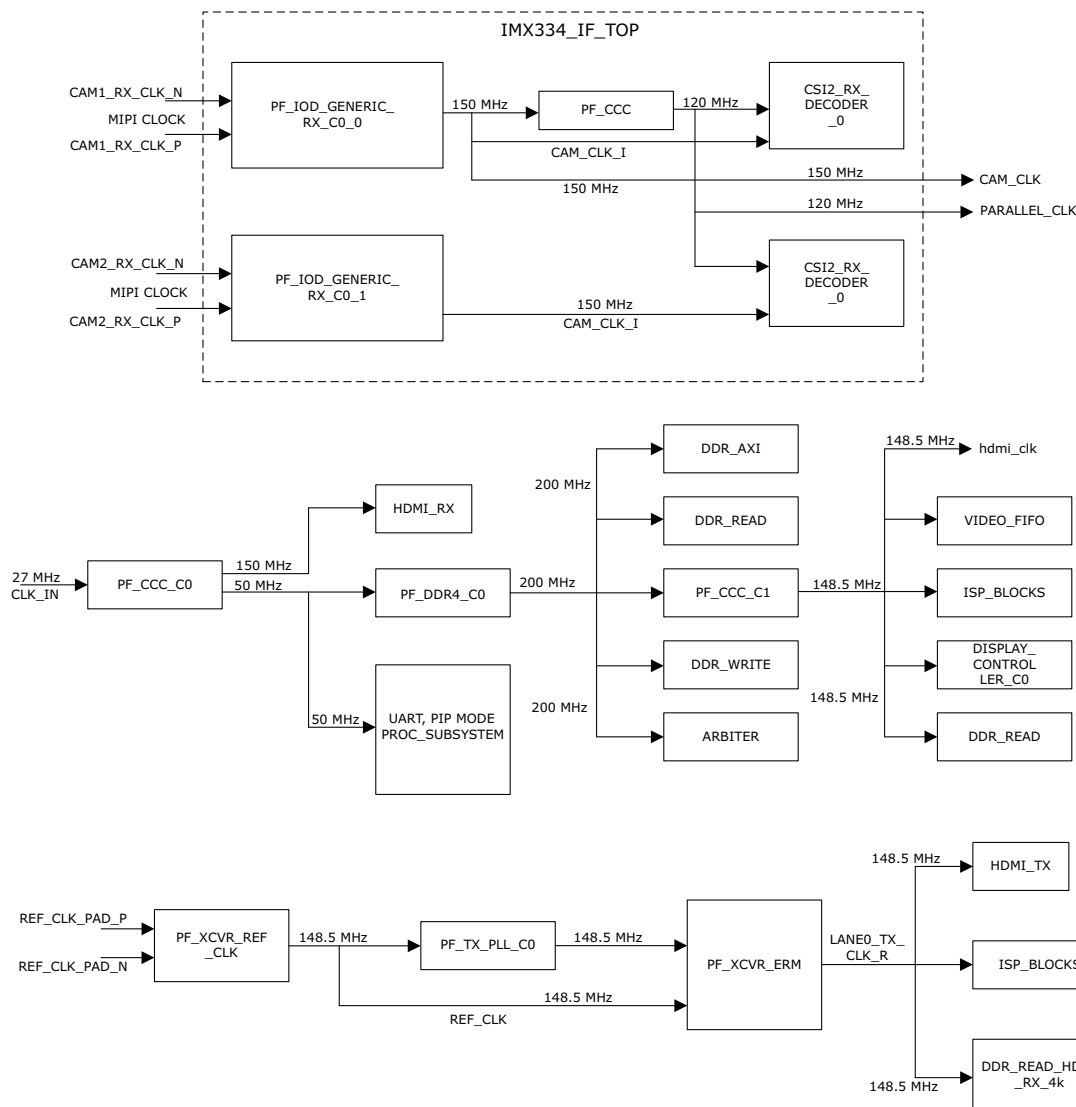 IMX334_IF_TOP
CAM1_RX_CLK_N
MIPI CLOCK
CAM1_RX_CLK_P
PF_IOD_GENERIC_
RX_C0_0
150 MHz
PF_CCC
120 MHz
CSI2_RX_
DECODER
_0
CAM_CLK_I
150 MHz
150 MHz
CAM_CLK
120 MHz
PARALLEL_CLK
CAM2_RX_CLK_N
MIPI CLOCK
CAM2_RX_CLK_P
PF_IOD_GENERIC_
RX_C0_1
150 MHz
CAM_CLK_I
CSI2_RX_
DECODER
_0
27 MHz
CLK_IN
PF_CCC_C0
150 MHz
50 MHz
HDMI_RX
PF_DDR4_C0
50 MHz
UART, PIP MODE
PROC_SUBSYSTEM
200 MHz
200 MHz
200 MHz
DDR_AXI
DDR_READ
PF_CCC_C1
DDR_WRITE
ARBITER
148.5 MHz
148.5 MHz
148.5 MHz
hdmi_clk
VIDEO_FIFO
ISP_BLOCKS
DISPLAY_
CONTROL
LER_C0
DDR_READ
REF_CLK_PAD_P
REF_CLK_PAD_N
PF_XCVR_REF
_CLK
148.5 MHz
PF_TX_PLL_C0
148.5 MHz
148.5 MHz
REF_CLK
PF_XCVR_ERM
LANE0_TX_
CLK_R
148.5 MHz
148.5 MHz
HDMI_TX
ISP_BLOCKS
DDR_READ_HD
_RX_4k